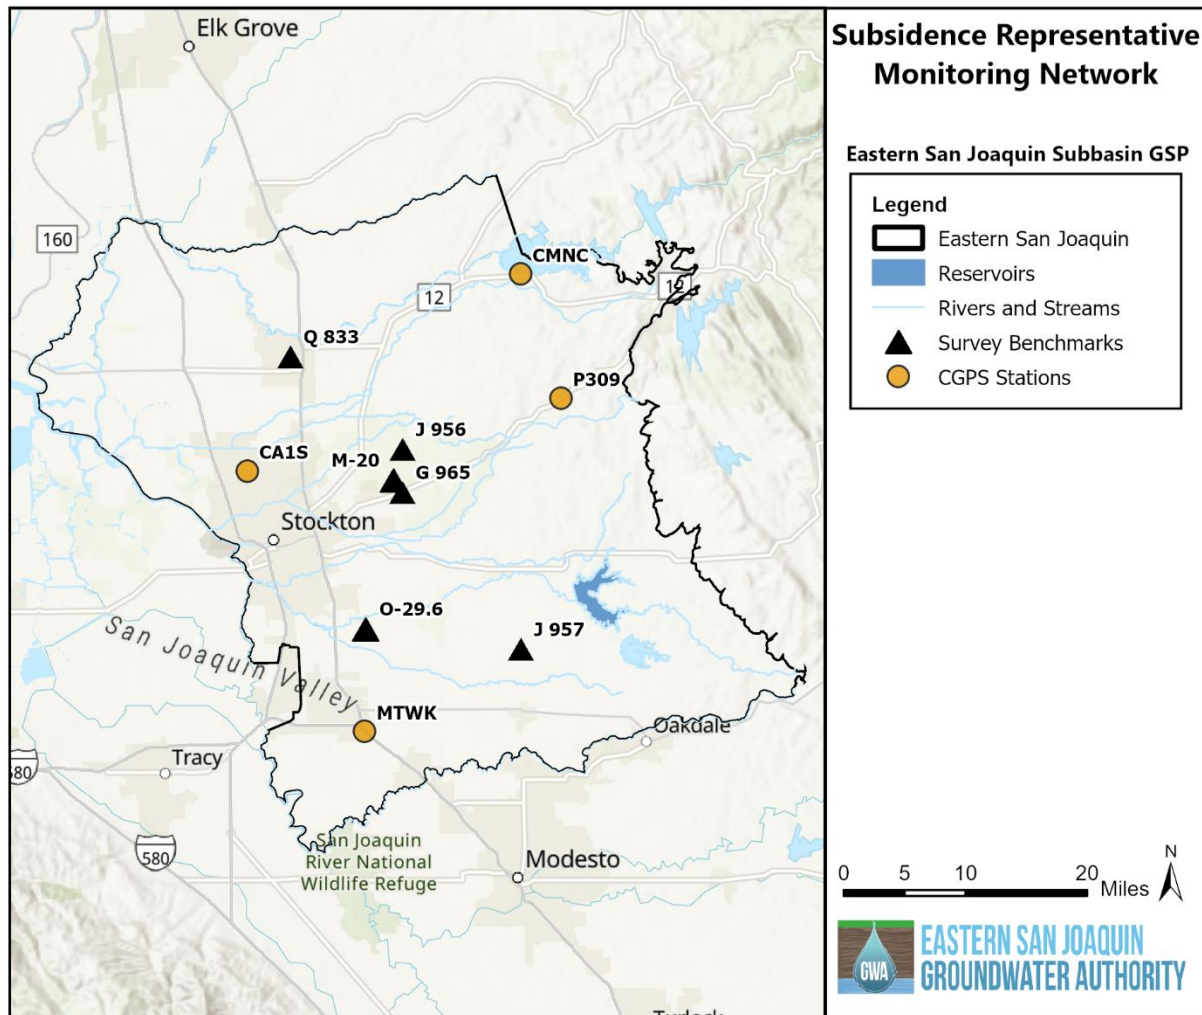 Subsidence Representative
Monitoring Network
Eastern San Joaquin Subbasin GSP
Legend
Eastern San Joaquin
Reservoirs
Rivers and Streams
Survey Benchmarks
CGPS Stations
Elk Grove
160
CMNC
12
12
Q 833
P309
J 956
CA1S
M-20
G 965
Stockton
O-29.6
J 957
San Joaquin Valley
MTWK
Oakdale
Tracy
580
580
San Joaquin
River National
Wildlife Refuge
Modesto
Turlock
0 5 10 20 Miles
N
GWA
EASTERN SAN JOAQUIN
GROUNDWATER AUTHORITY